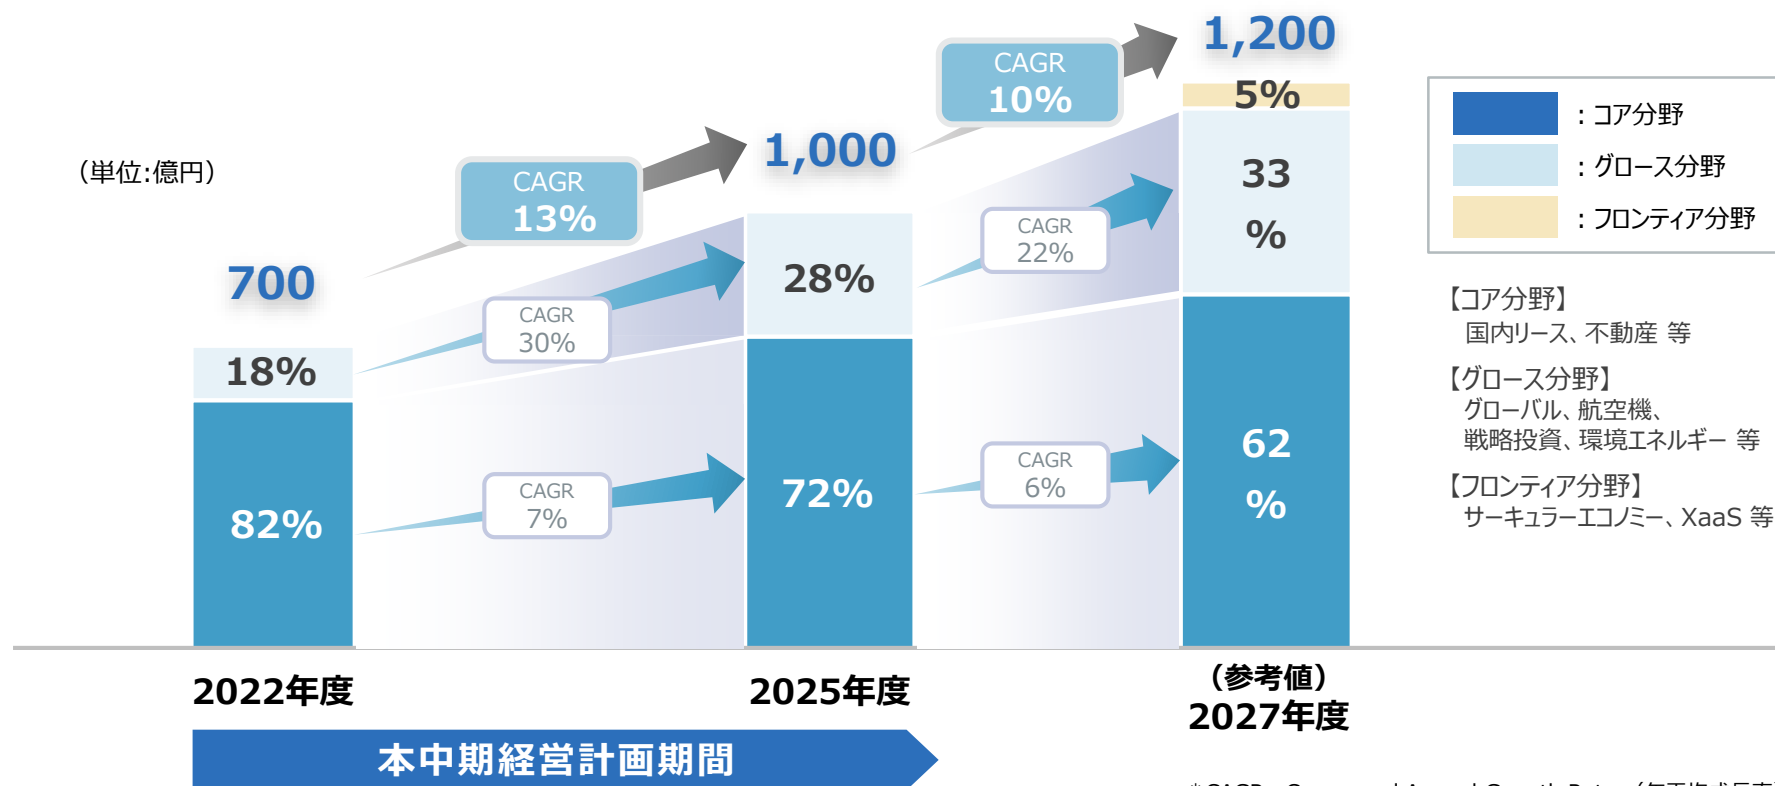 （単位:億円）
700
1,000
1,200
CAGR
13%
CAGR
10%
18%
82%
CAGR
30%
CAGR
7%
28%
72%
CAGR
22%
CAGR
6%
5%
33
%
62
%
2022年度
2025年度
（参考値）
2027年度
本中期経営計画期間
：コア分野
：グロース分野
：フロンティア分野
【コア分野】
国内リース、不動産 等
【グロース分野】
グローバル、航空機、
戦略投資、環境エネルギー 等
【フロンティア分野】
サーキュラーエコノミー、XaaS 等